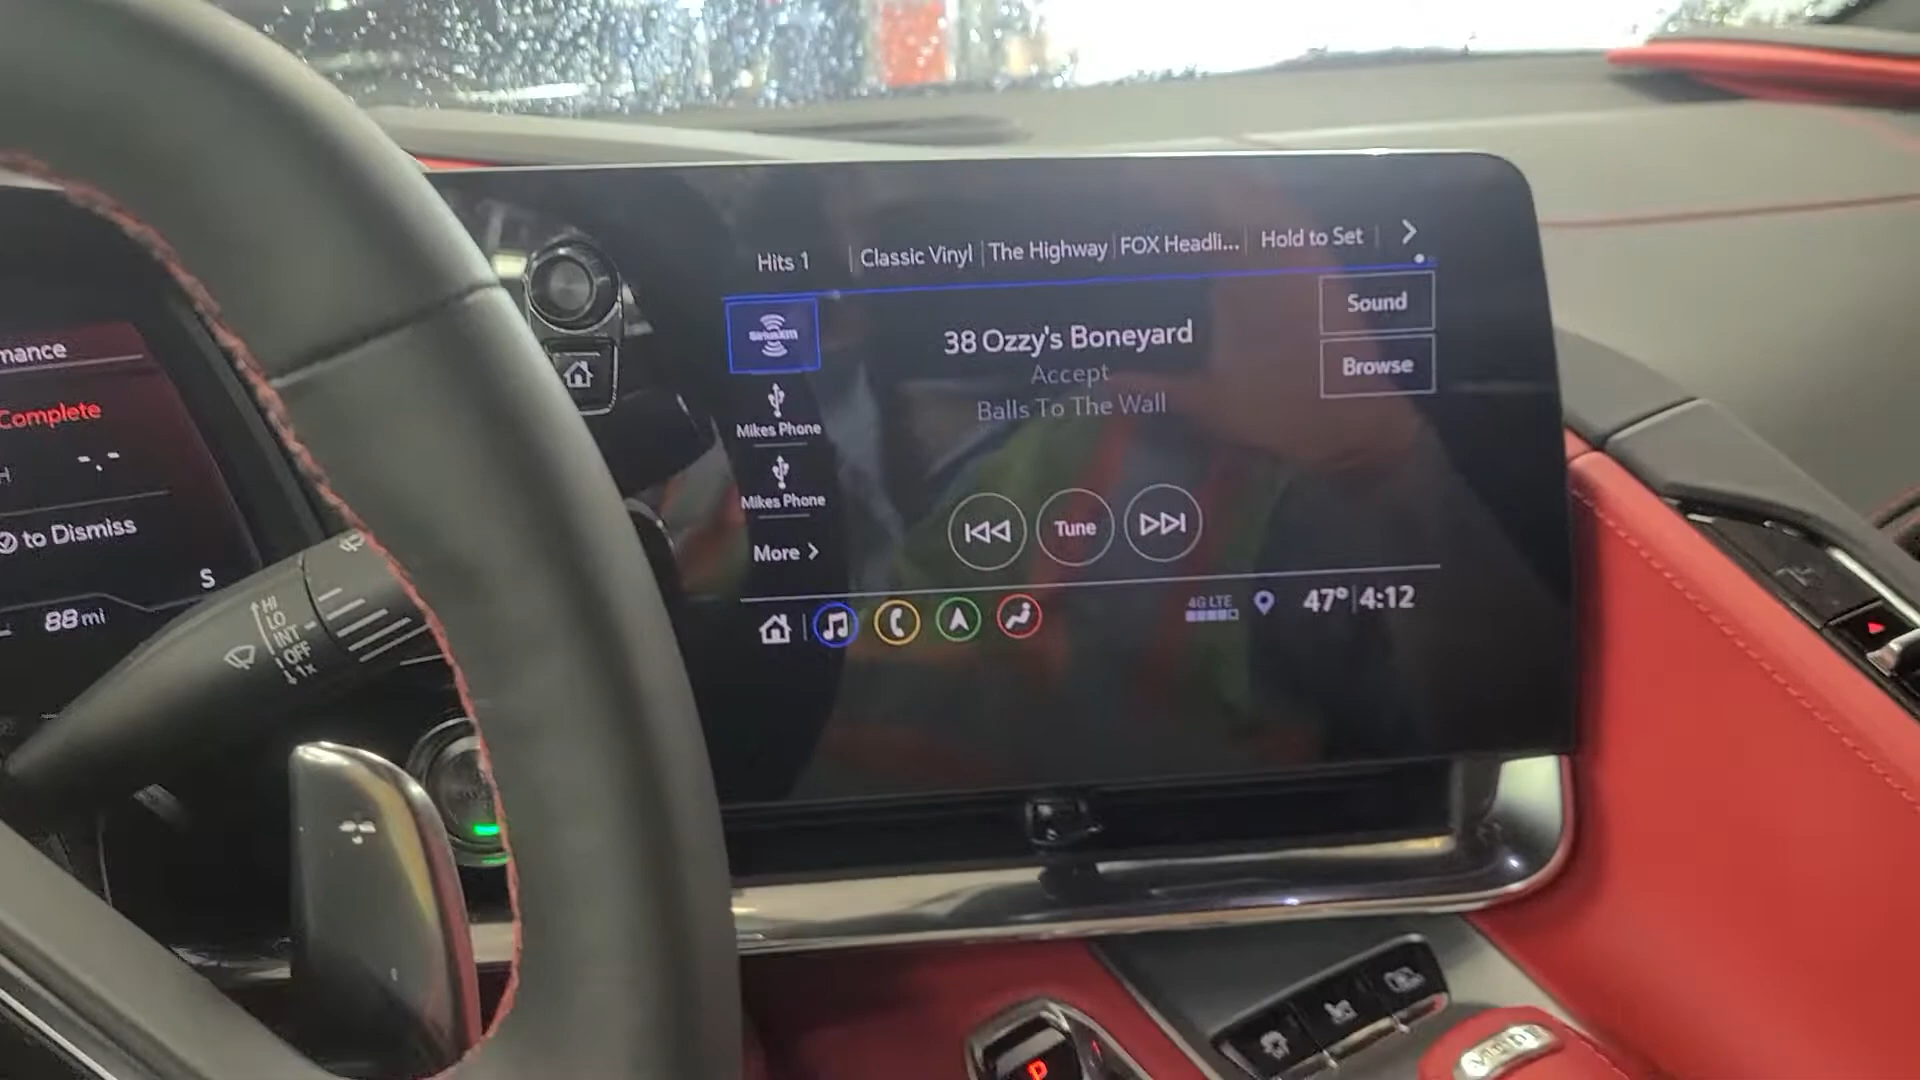 Hits 1
Classic Vinyl
The Highway
FOX Headli...
Hold to Set
Sound
Browse
SiriusXM
38 Ozzy's Boneyard
Accept
Balls To The Wall
Mikes Phone
Mikes Phone
More
Tune
4G LTE
47° 4:12
mance
Complete
H
-.-
to Dismiss
S
88 mi
HI
LO
INT
OFF
1x
P